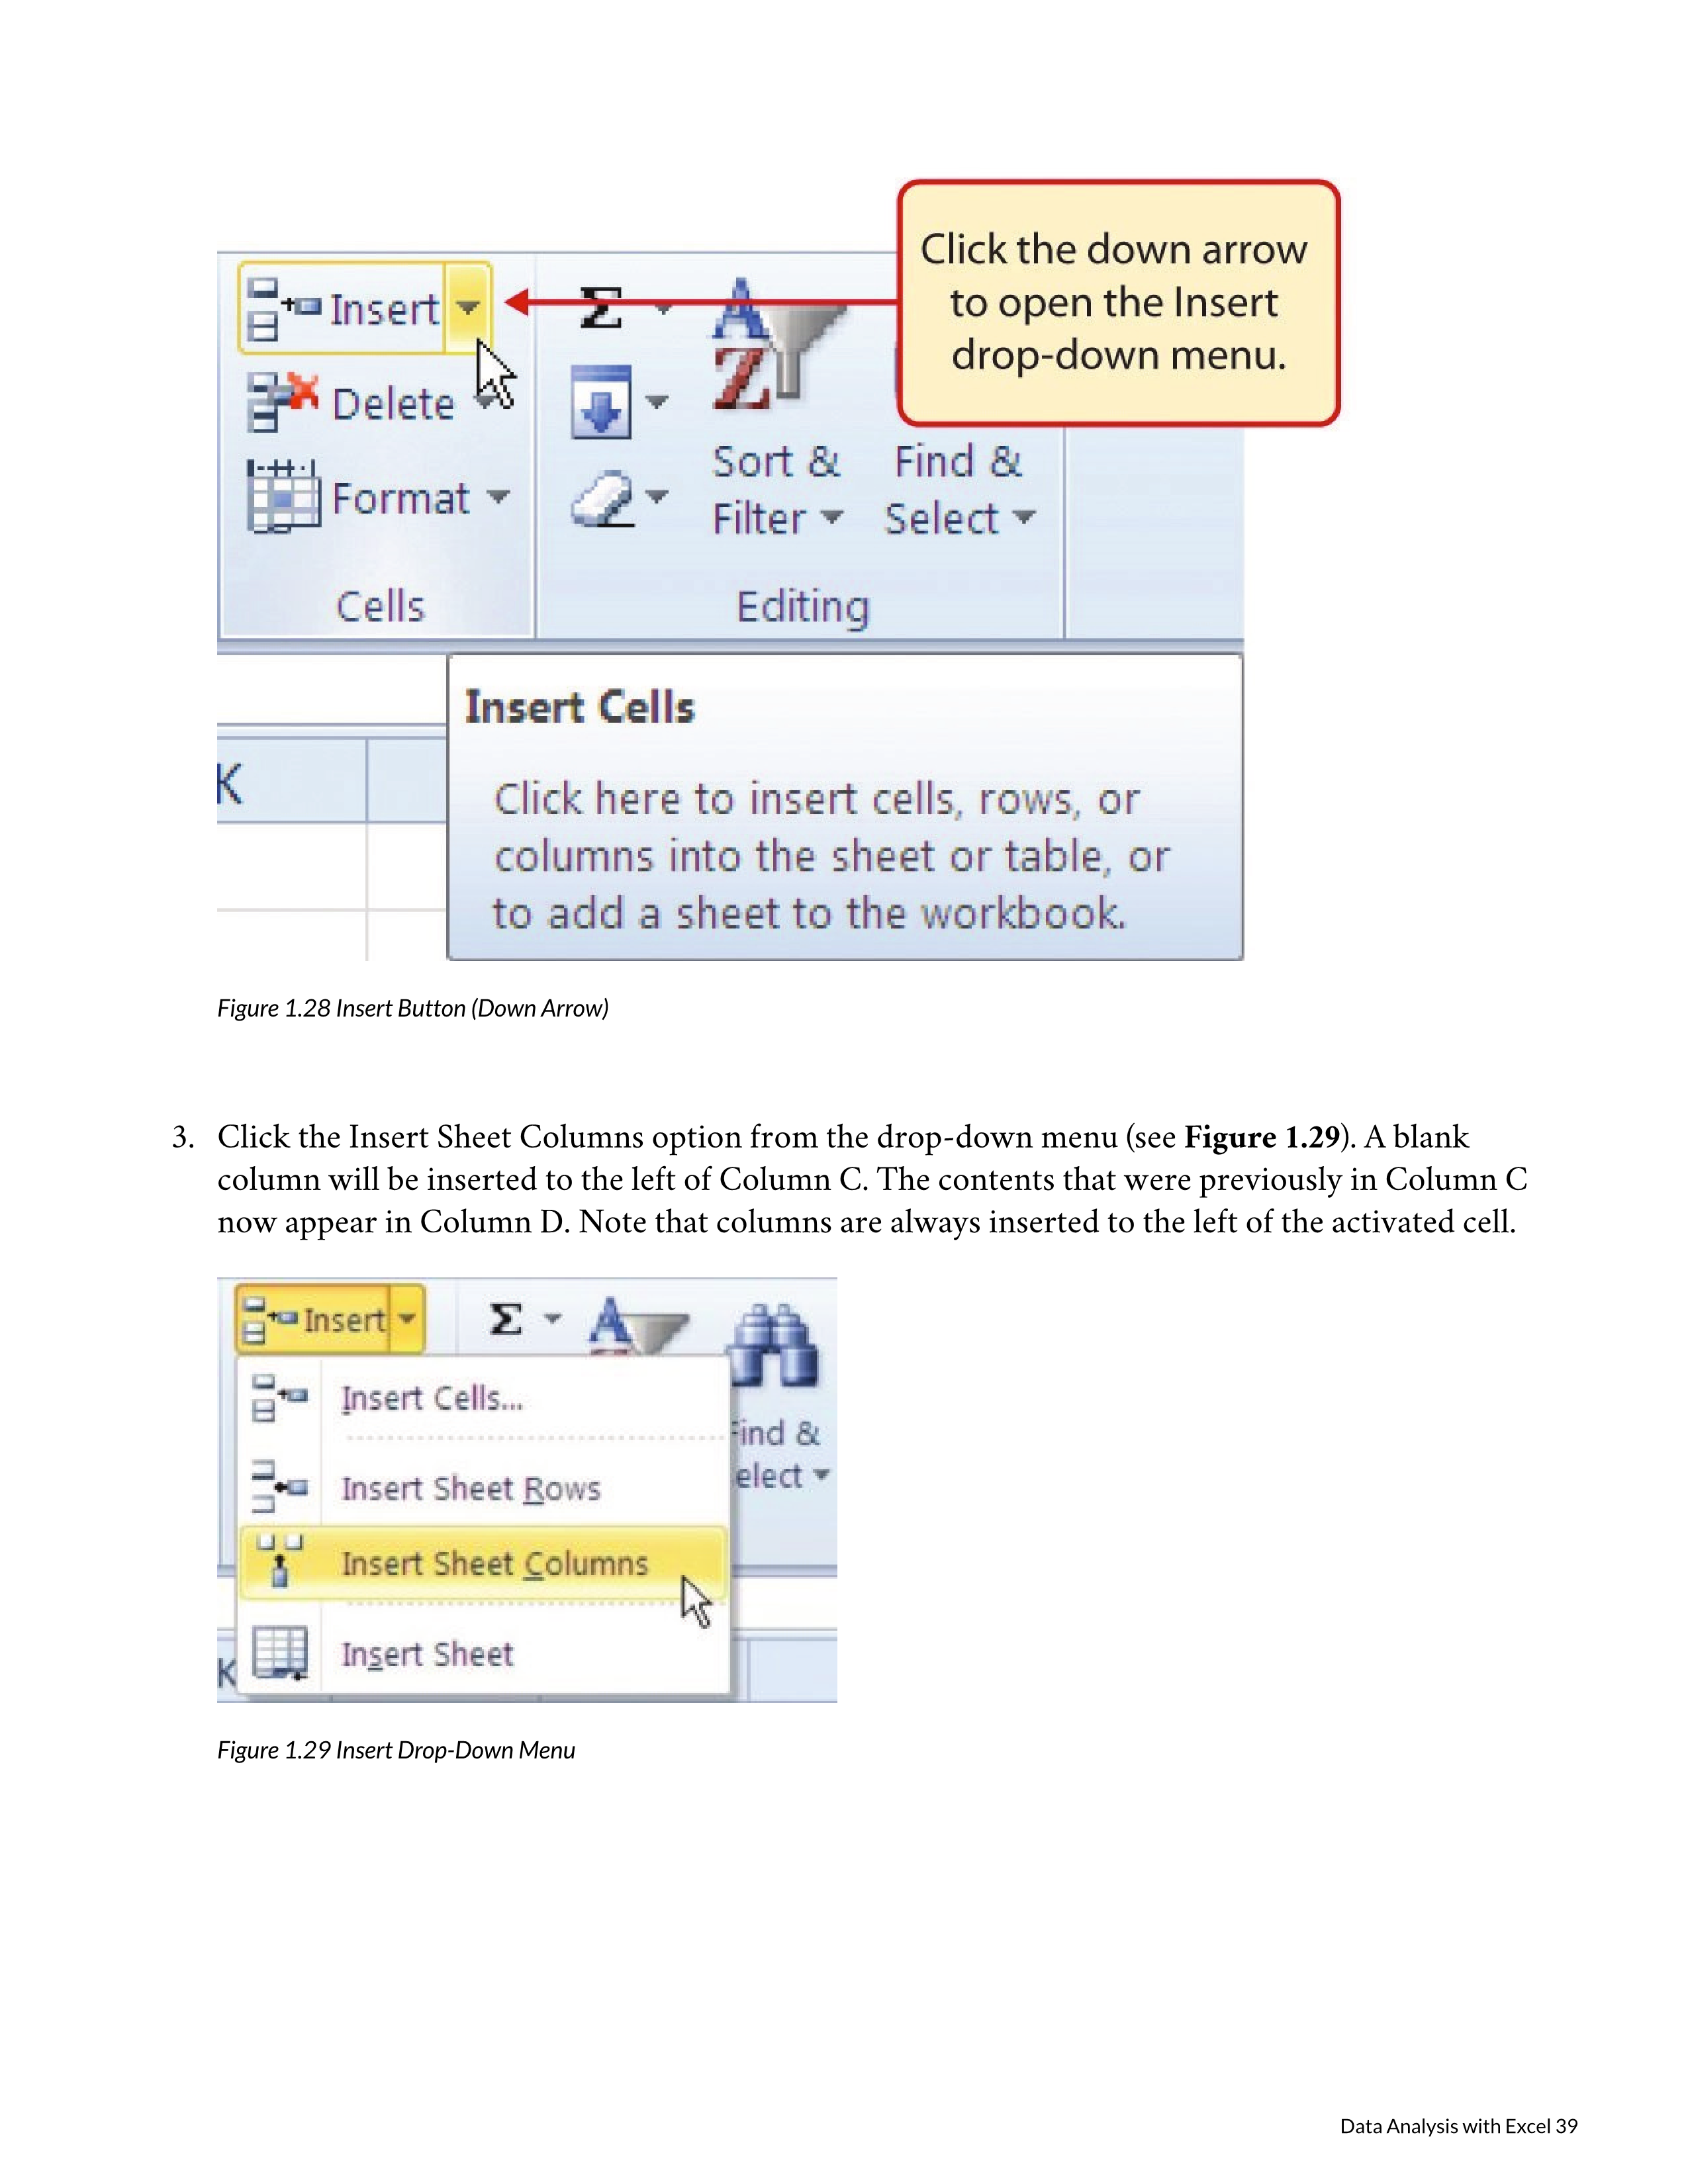 Click the down arrow
to open the Insert
drop-down menu.
Insert
Delete
Format
Cells
Σ
A
Z
Sort &
Filter
Find &
Select
Editing
Insert Cells
K
Click here to insert cells, rows, or
columns into the sheet or table, or
to add a sheet to the workbook.
Figure 1.28 Insert Button (Down Arrow)
3. Click the Insert Sheet Columns option from the drop-down menu (see Figure 1.29). A blank
column will be inserted to the left of Column C. The contents that were previously in Column C
now appear in Column D. Note that columns are always inserted to the left of the activated cell.
Insert
Σ
A
Insert Cells...
ind &
elect
Insert Sheet Rows
Insert Sheet Columns
Insert Sheet
K
Figure 1.29 Insert Drop-Down Menu
Data Analysis with Excel 39